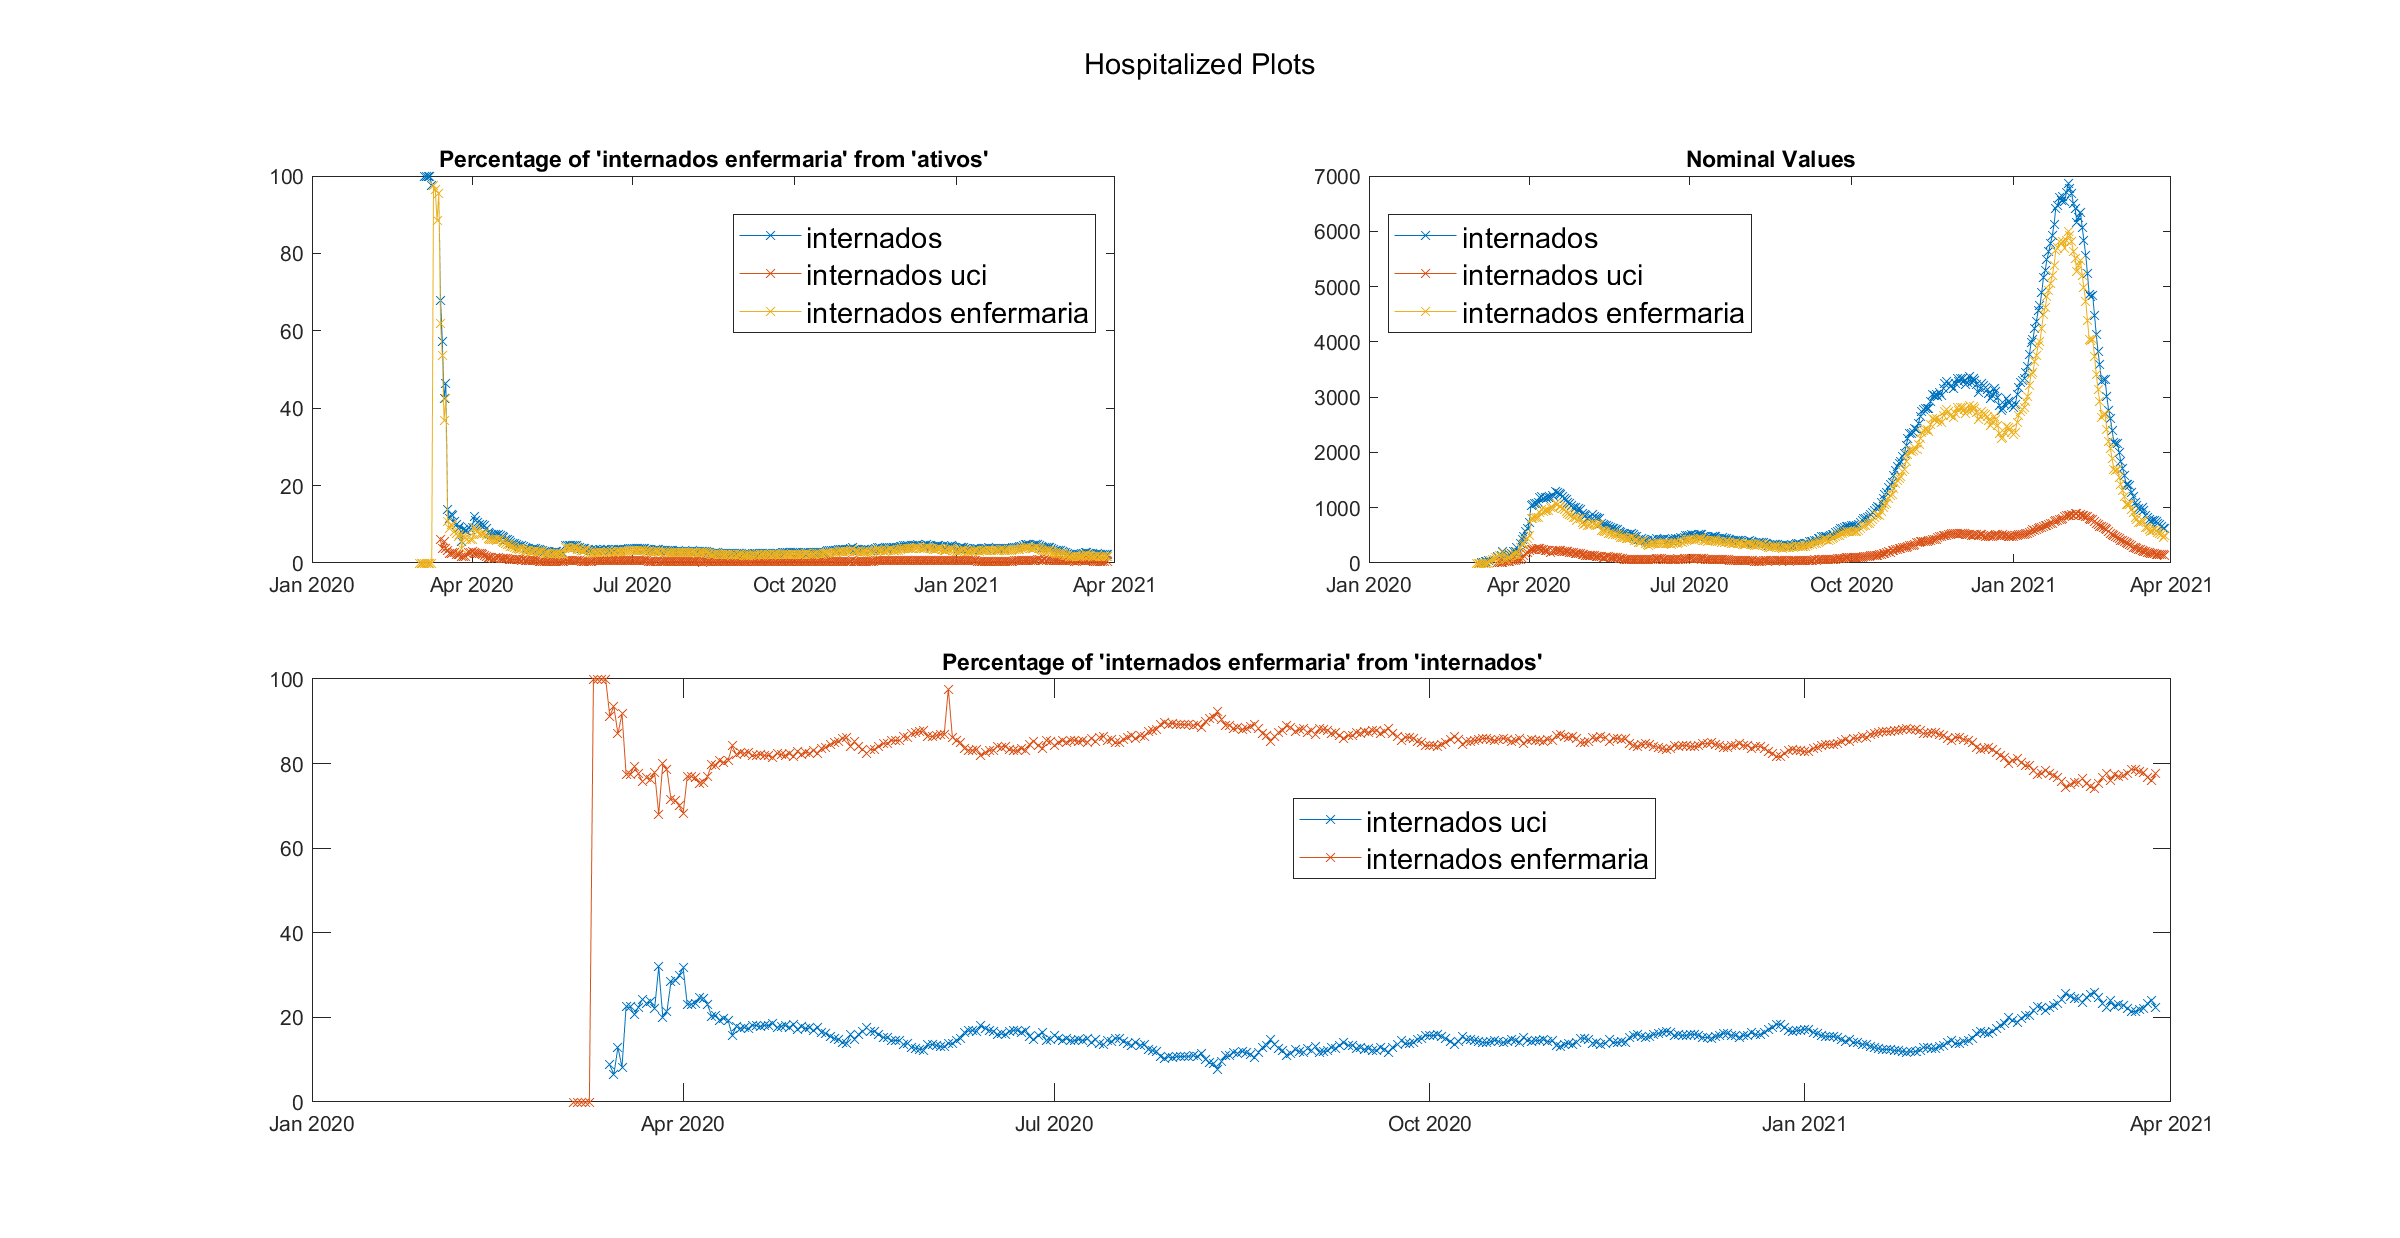 Hospitalized Plots
Percentage of 'internados enfermaria' from 'ativos'
100
80
60
40
20
0
Jan 2020 Apr 2020 Jul 2020 Oct 2020 Jan 2021 Apr 2021
internados
internados uci
internados enfermaria
Nominal Values
7000
6000
5000
4000
3000
2000
1000
0
Jan 2020 Apr 2020 Jul 2020 Oct 2020 Jan 2021 Apr 2021
internados
internados uci
internados enfermaria
Percentage of 'internados enfermaria' from 'internados'
100
80
60
40
20
0
Jan 2020 Apr 2020 Jul 2020 Oct 2020 Jan 2021 Apr 2021
internados uci
internados enfermaria